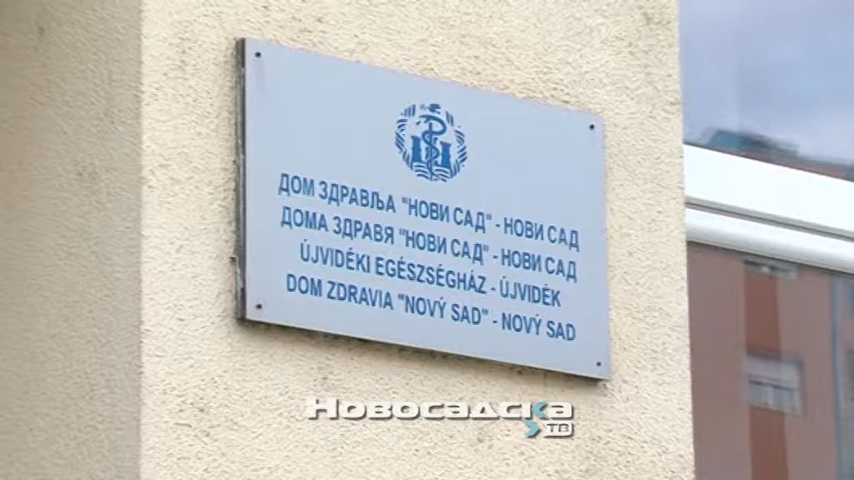 ДОМ ЗДРАВЉА "НОВИ САД" - НОВИ САД
ДОМА ЗДРАВЯ "НОВИ САД" - НОВИ САД
ÚJVIDÉKI EGÉSZSÉGHÁZ - ÚJVIDÉK
DOM ZDRAVIA "NOVÝ SAD" - NOVÝ SAD
НОВОСАДСКА
ТВ